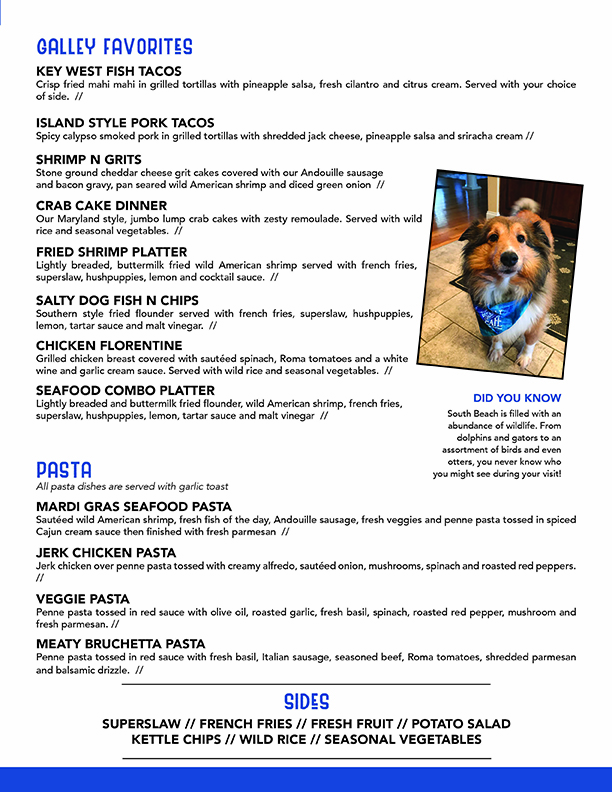 GALLEY FAVORITES
KEY WEST FISH TACOS
Crisp fried mahi mahi in grilled tortillas with pineapple salsa, fresh cilantro and citrus cream. Served with your choice
of side. //
ISLAND STYLE PORK TACOS
Spicy calypso smoked pork in grilled tortillas with shredded jack cheese, pineapple salsa and sriracha cream //
SHRIMP N GRITS
Stone ground cheddar cheese grit cakes covered with our Andouille sausage
and bacon gravy, pan seared wild American shrimp and diced green onion //
CRAB CAKE DINNER
Our Maryland style, jumbo lump crab cakes with zesty remoulade. Served with wild
rice and seasonal vegetables. //
FRIED SHRIMP PLATTER
Lightly breaded, buttermilk fried wild American shrimp served with french fries,
superslaw, hushpuppies, lemon and cocktail sauce. //
SALTY DOG FISH N CHIPS
Southern style fried flounder served with french fries, superslaw, hushpuppies,
lemon, tartar sauce and malt vinegar. //
CHICKEN FLORENTINE
Grilled chicken breast covered with sautéed spinach, Roma tomatoes and a white
wine and garlic cream sauce. Served with wild rice and seasonal vegetables. //
SEAFOOD COMBO PLATTER
Lightly breaded and buttermilk fried flounder, wild American shrimp, french fries,
superslaw, hushpuppies, lemon, tartar sauce and malt vinegar //
DID YOU KNOW
South Beach is filled with an
abundance of wildlife. From
dolphins and gators to an
assortment of birds and even
otters, you never know who
you might see during your visit!
PASTA
All pasta dishes are served with garlic toast
MARDI GRAS SEAFOOD PASTA
Sautéed wild American shrimp, fresh fish of the day, Andouille sausage, fresh veggies and penne pasta tossed in spiced
Cajun cream sauce then finished with fresh parmesan //
JERK CHICKEN PASTA
Jerk chicken over penne pasta tossed with creamy alfredo, sautéed onion, mushrooms, spinach and roasted red peppers.
//
VEGGIE PASTA
Penne pasta tossed in red sauce with olive oil, roasted garlic, fresh basil, spinach, roasted red pepper, mushroom and
fresh parmesan. //
MEATY BRUCHETTA PASTA
Penne pasta tossed in red sauce with fresh basil, Italian sausage, seasoned beef, Roma tomatoes, shredded parmesan
and balsamic drizzle. //
SIDES
SUPERSLAW // FRENCH FRIES // FRESH FRUIT // POTATO SALAD
KETTLE CHIPS // WILD RICE // SEASONAL VEGETABLES